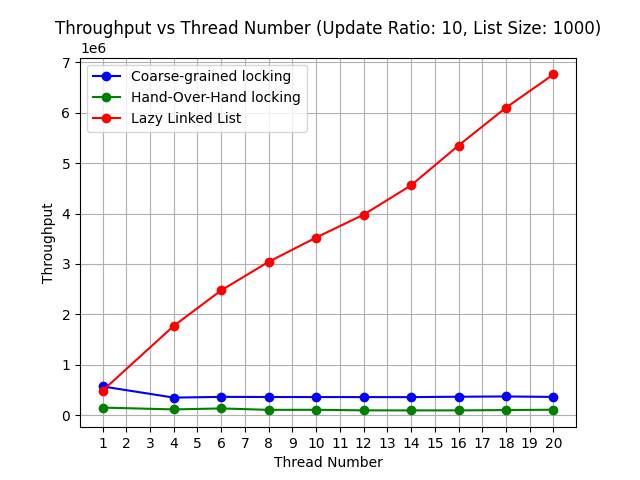 Throughput vs Thread Number (Update Ratio: 10, List Size: 1000)
1e6
Coarse-grained locking
Hand-Over-Hand locking
Lazy Linked List
7
6
5
4
3
2
1
0
Throughput
1 2 3 4 5 6 7 8 9 10 11 12 13 14 15 16 17 18 19 20
Thread Number